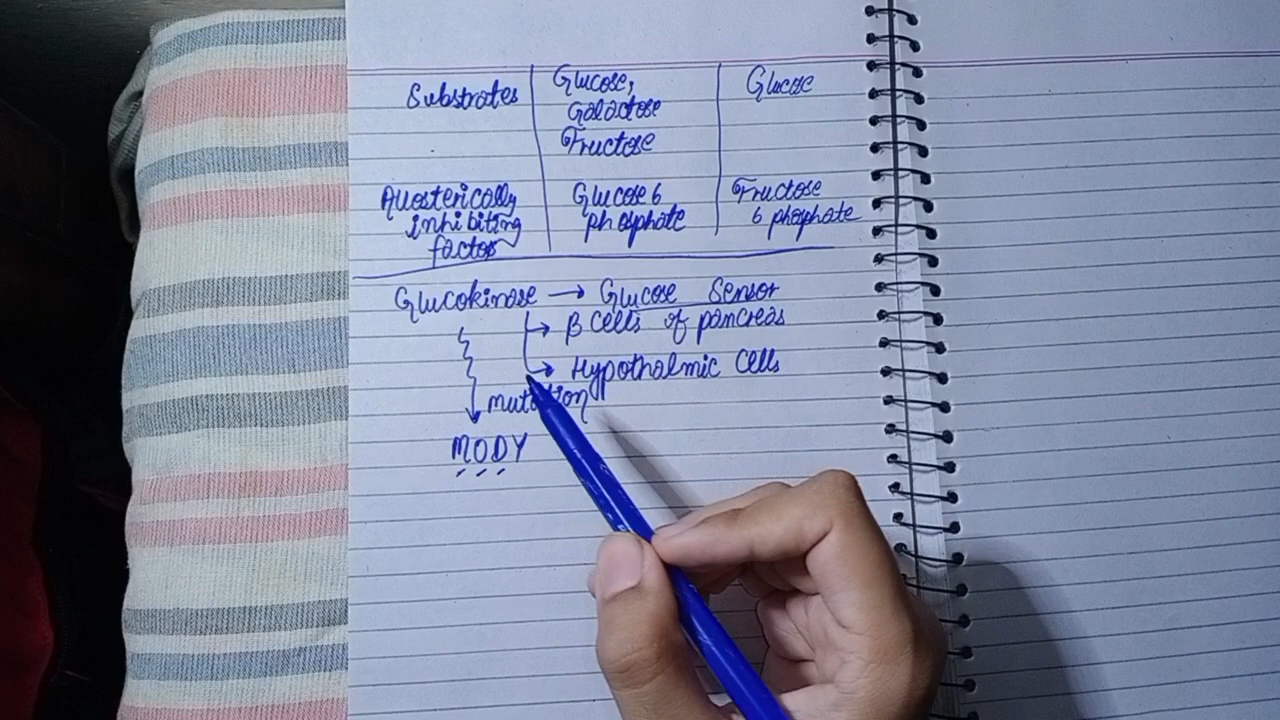 Substrates
Glucose,
Galactose
Fructose
Glucose
Allosterically
inhibiting
factor
Glucose 6
phosphate
Fructose
6 phosphate
Glucokinase → Glucose Sensor
→ β cells of pancreas
→ Hypothalmic cells
mutation
MODY